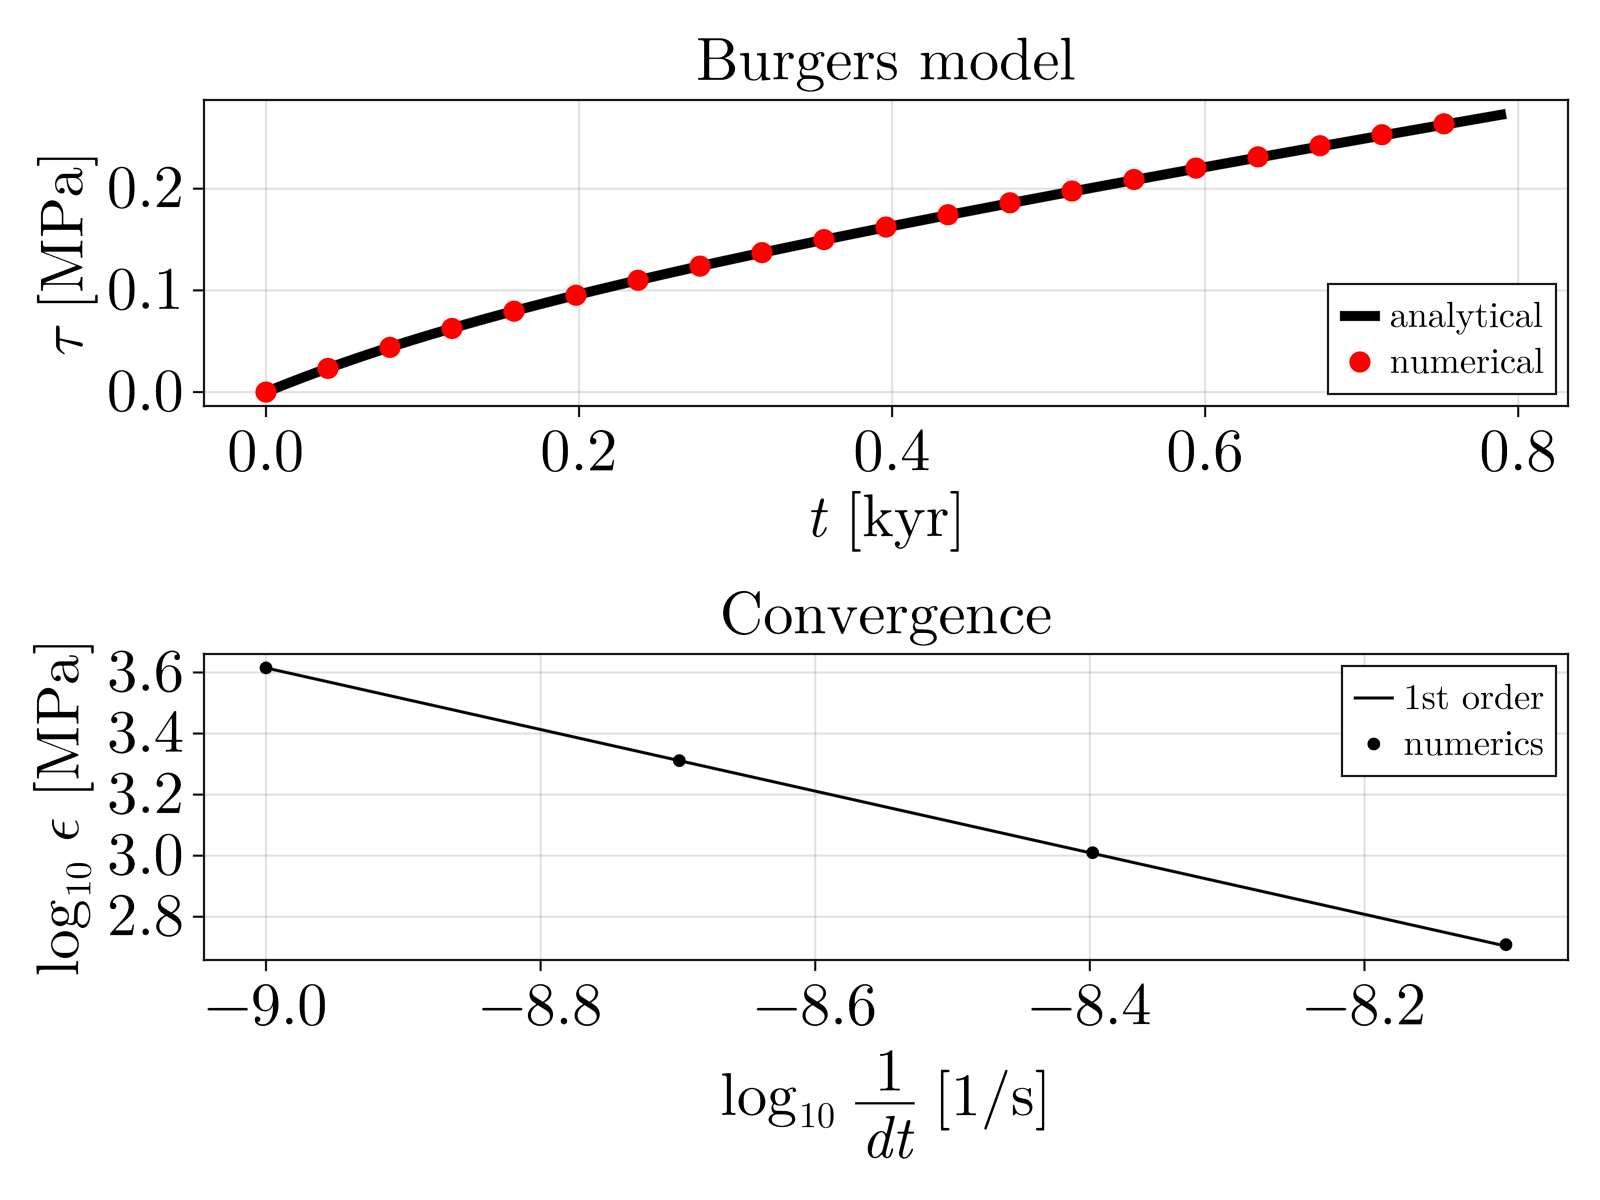 Burgers model
τ [MPa]
0.2
0.1
0.0
analytical
numerical
0.0 0.2 0.4 0.6 0.8
t [kyr]
Convergence
log₁₀ ϵ [MPa]
3.6
3.4
3.2
3.0
2.8
1st order
numerics
−9.0 −8.8 −8.6 −8.4 −8.2
log₁₀ 1/dt [1/s]